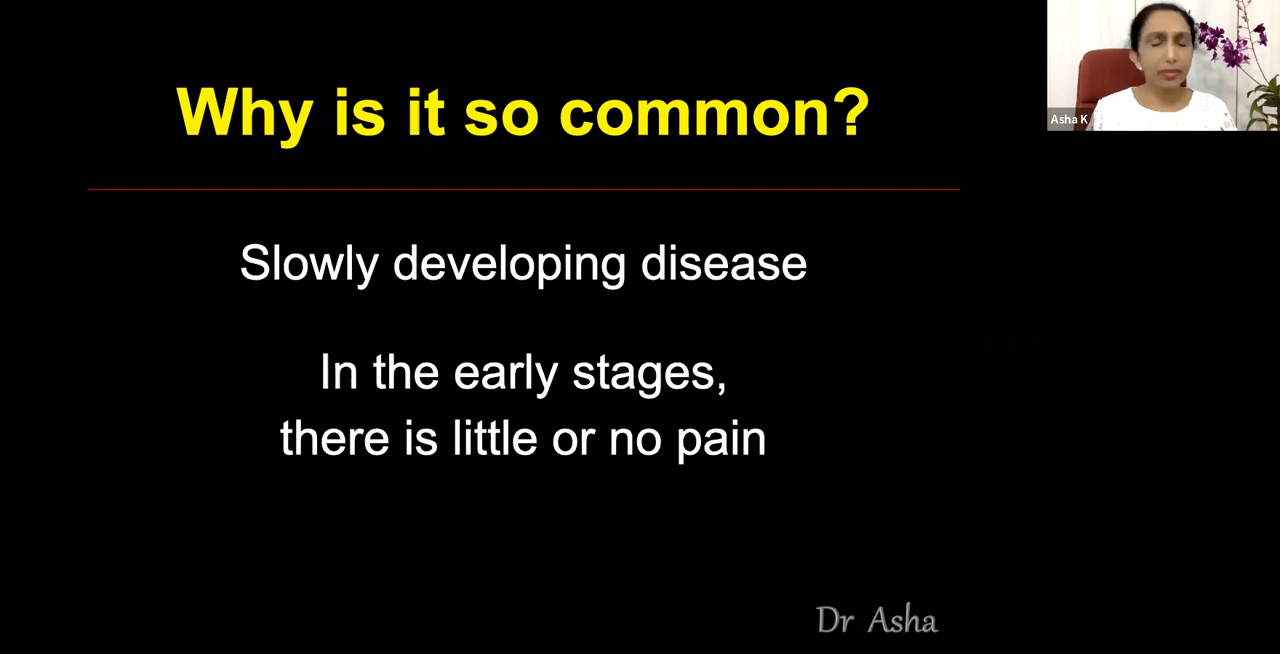 Why is it so common?
Asha K
Slowly developing disease
In the early stages,
there is little or no pain
Dr Asha